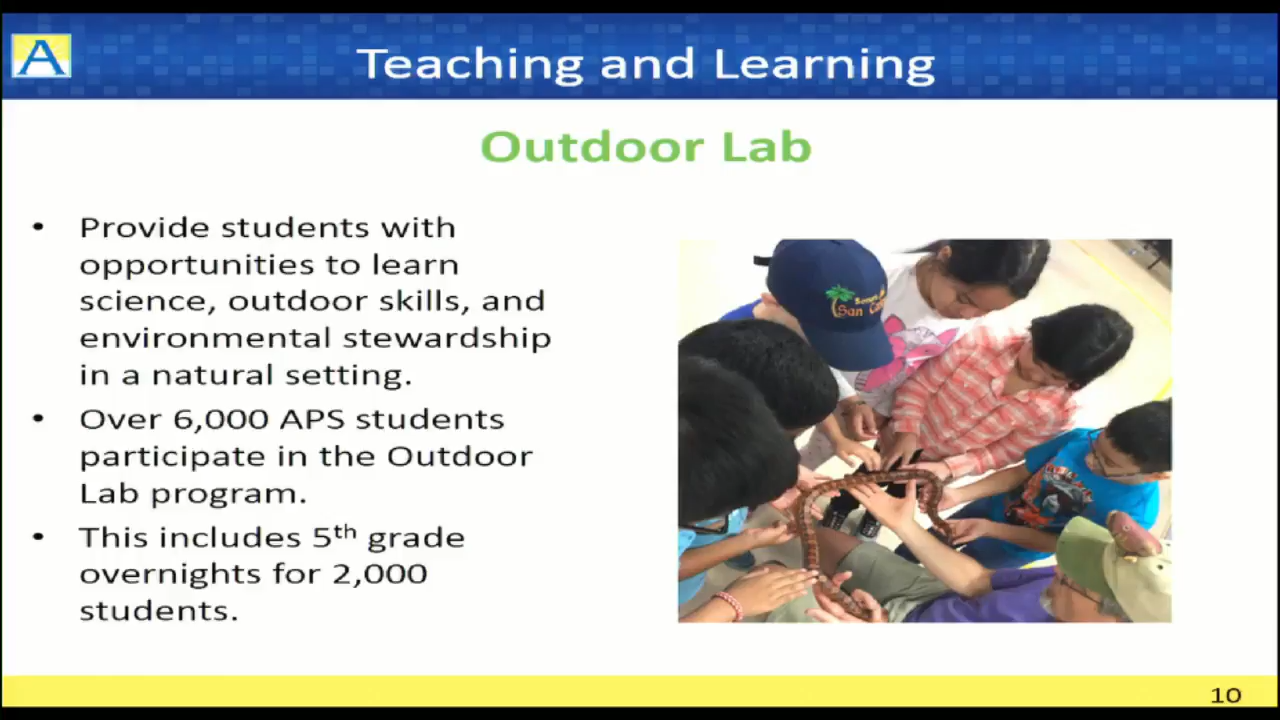 A
Teaching and Learning
Outdoor Lab
• Provide students with
opportunities to learn
science, outdoor skills, and
environmental stewardship
in a natural setting.
• Over 6,000 APS students
participate in the Outdoor
Lab program.
• This includes 5th grade
overnights for 2,000
students.
San
10